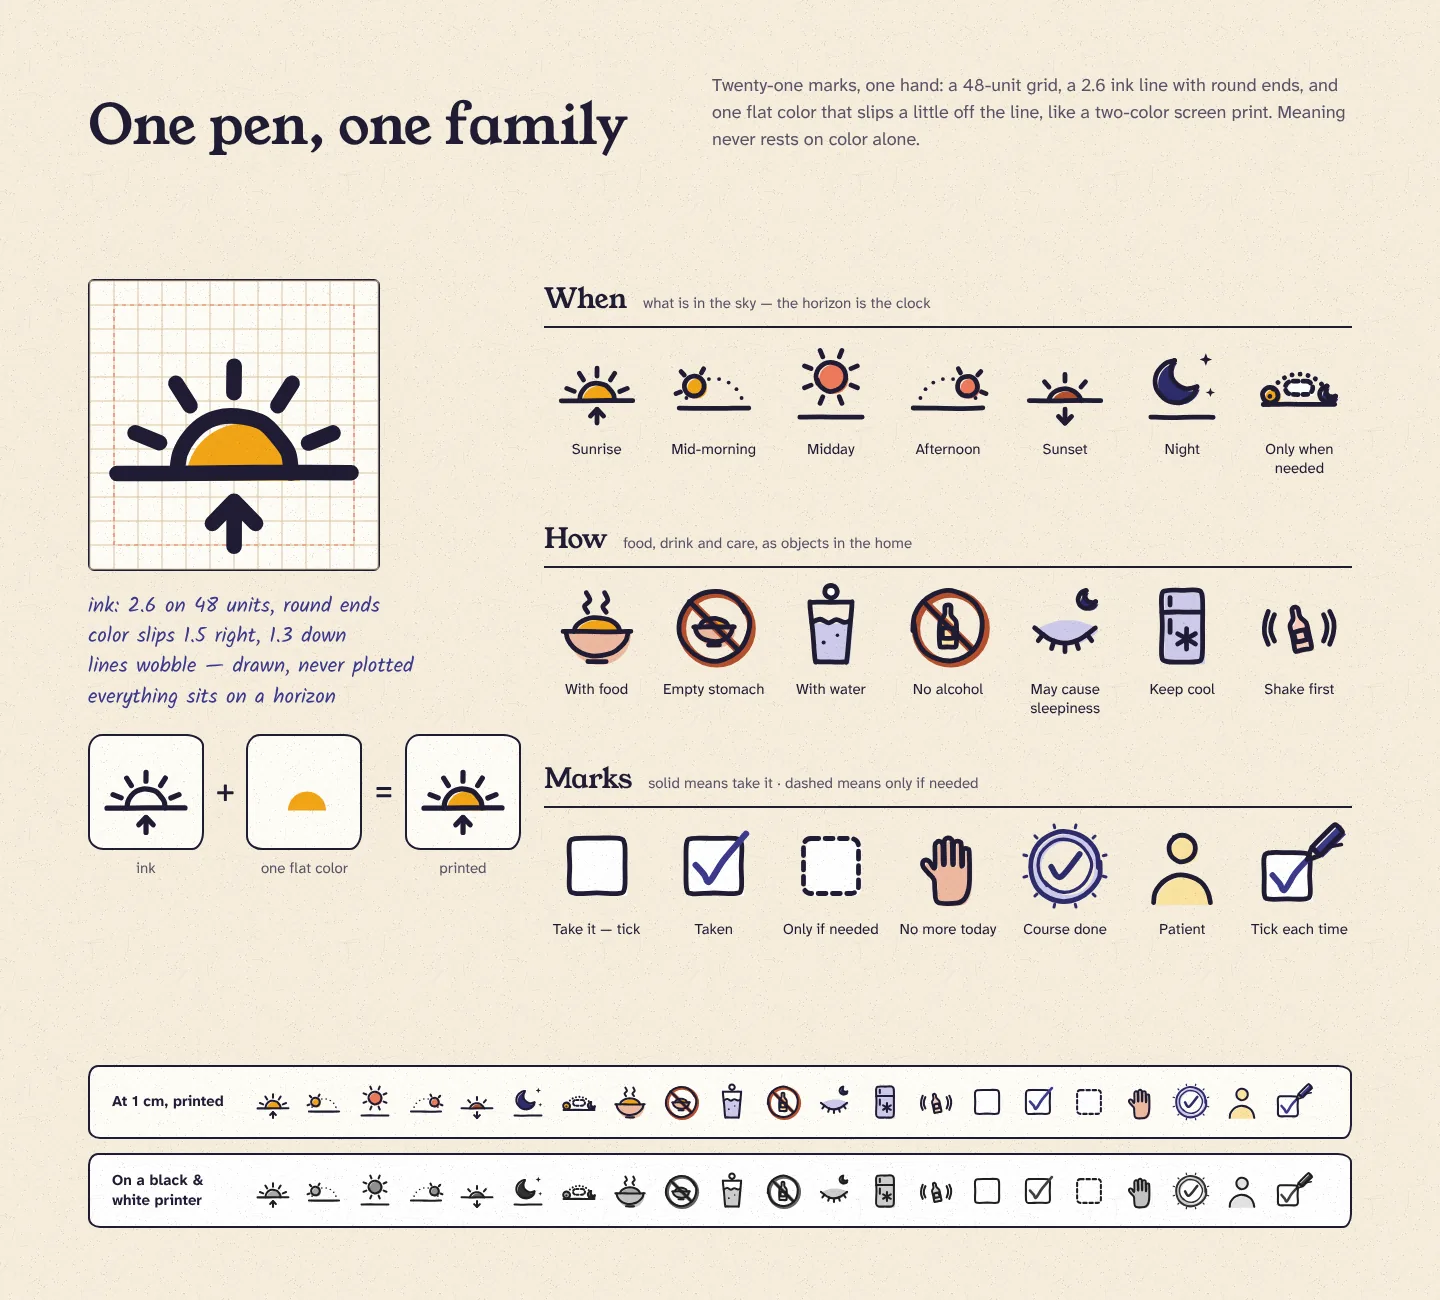 One pen, one family
Twenty-one marks, one hand: a 48-unit grid, a 2.6 ink line with round ends, and
one flat color that slips a little off the line, like a two-color screen print. Meaning
never rests on color alone.
ink: 2.6 on 48 units, round ends
color slips 1.5 right, 1.3 down
lines wobble — drawn, never plotted
everything sits on a horizon
+
=
ink
one flat color
printed
When
what is in the sky — the horizon is the clock
Sunrise
Mid-morning
Midday
Afternoon
Sunset
Night
Only when
needed
How
food, drink and care, as objects in the home
With food
Empty stomach
With water
No alcohol
May cause
sleepiness
Keep cool
Shake first
Marks
solid means take it · dashed means only if needed
Take it — tick
Taken
Only if needed
No more today
Course done
Patient
Tick each time
At 1 cm, printed
On a black &
white printer